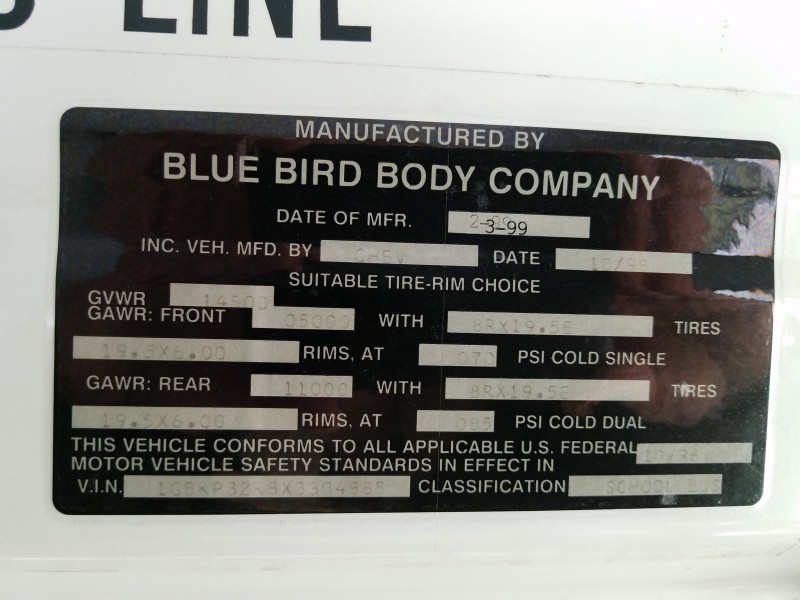 LINE
MANUFACTURED BY
BLUE BIRD BODY COMPANY
DATE OF MFR. 3-99
INC. VEH. MFD. BY CHEV DATE 10/98
SUITABLE TIRE-RIM CHOICE
GVWR 14500
GAWR: FRONT 05000 WITH 8RX19.5E TIRES
19.5X6.00 RIMS, AT 070 PSI COLD SINGLE
GAWR: REAR 11000 WITH 8RX19.5E TIRES
19.5X6.00 RIMS, AT 085 PSI COLD DUAL
THIS VEHICLE CONFORMS TO ALL APPLICABLE U.S. FEDERAL 10/98
MOTOR VEHICLE SAFETY STANDARDS IN EFFECT IN
V.I.N. CLASSIFICATION SCHOOL BUS